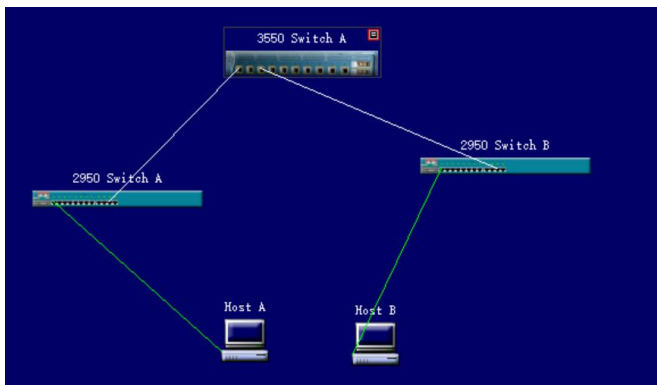 3550 Switch A
2950 Switch B
2950 Switch A
Host A
Host B